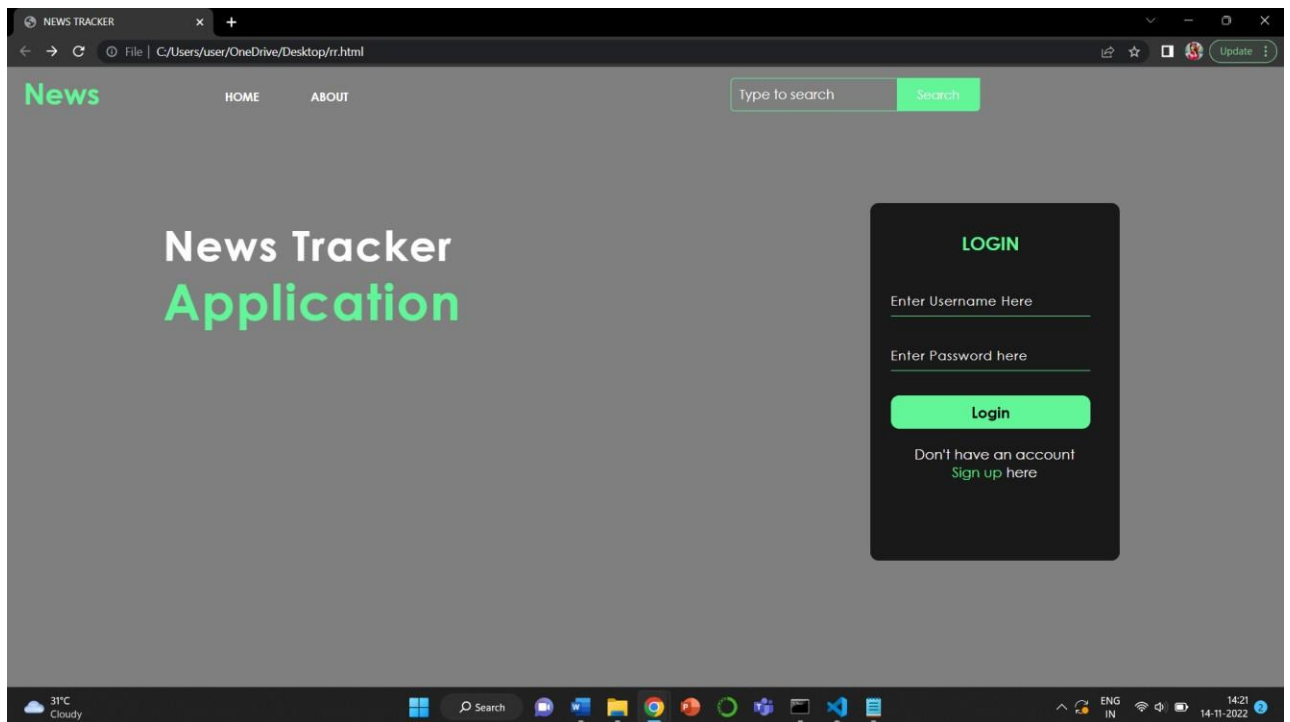 NEWS TRACKER
File | C:/Users/user/OneDrive/Desktop/rr.html
Update
News
HOME ABOUT
Type to search Search
News Tracker
Application
LOGIN
Enter Username Here
Enter Password here
Login
Don't have an account
Sign up here
31°C
Cloudy
Search
ENG
IN
14:21
14-11-2022
2